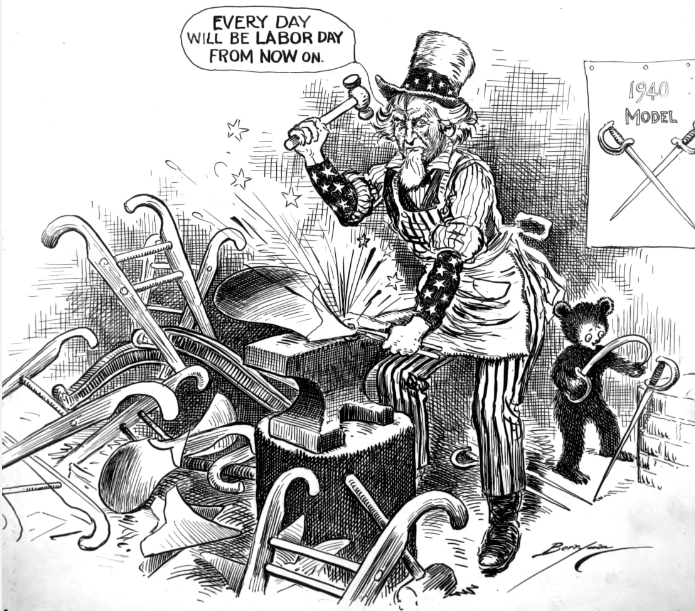 EVERY DAY
WILL BE LABOR DAY
FROM NOW ON.
1940
MODEL
Berryman